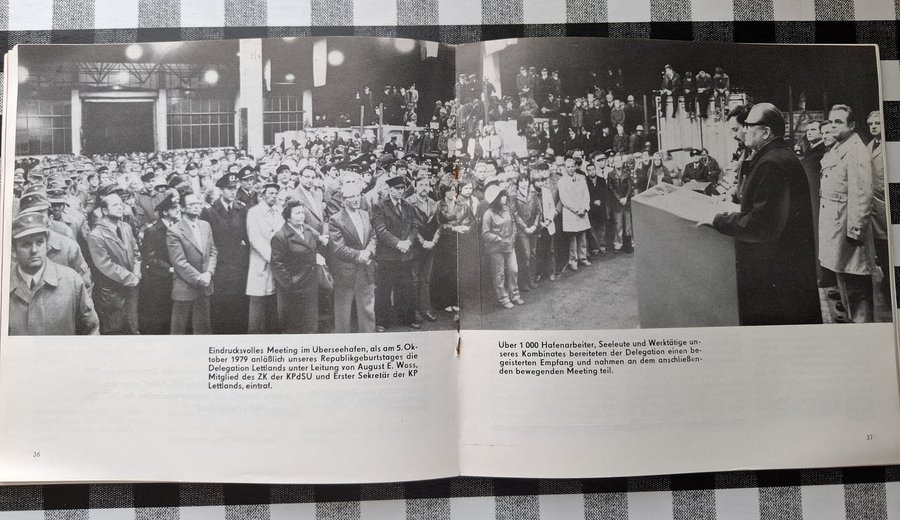 Eindrucksvolles Meeting im Uberseehafen, als am 5. Ok-
tober 1979 anläßlich unseres Republikgeburtstages die
Delegation Lettlands unter Leitung von August E. Woss,
Mitglied des ZK der KPdSU und Erster Sekretär der KP
Lettlands, eintraf.
36
Uber 1 000 Hafenarbeiter, Seeleute und Werktätige un-
seres Kombinates bereiteten der Delegation einen be-
geisterten Empfang und nahmen an dem anschließen-
den bewegenden Meeting teil.
37